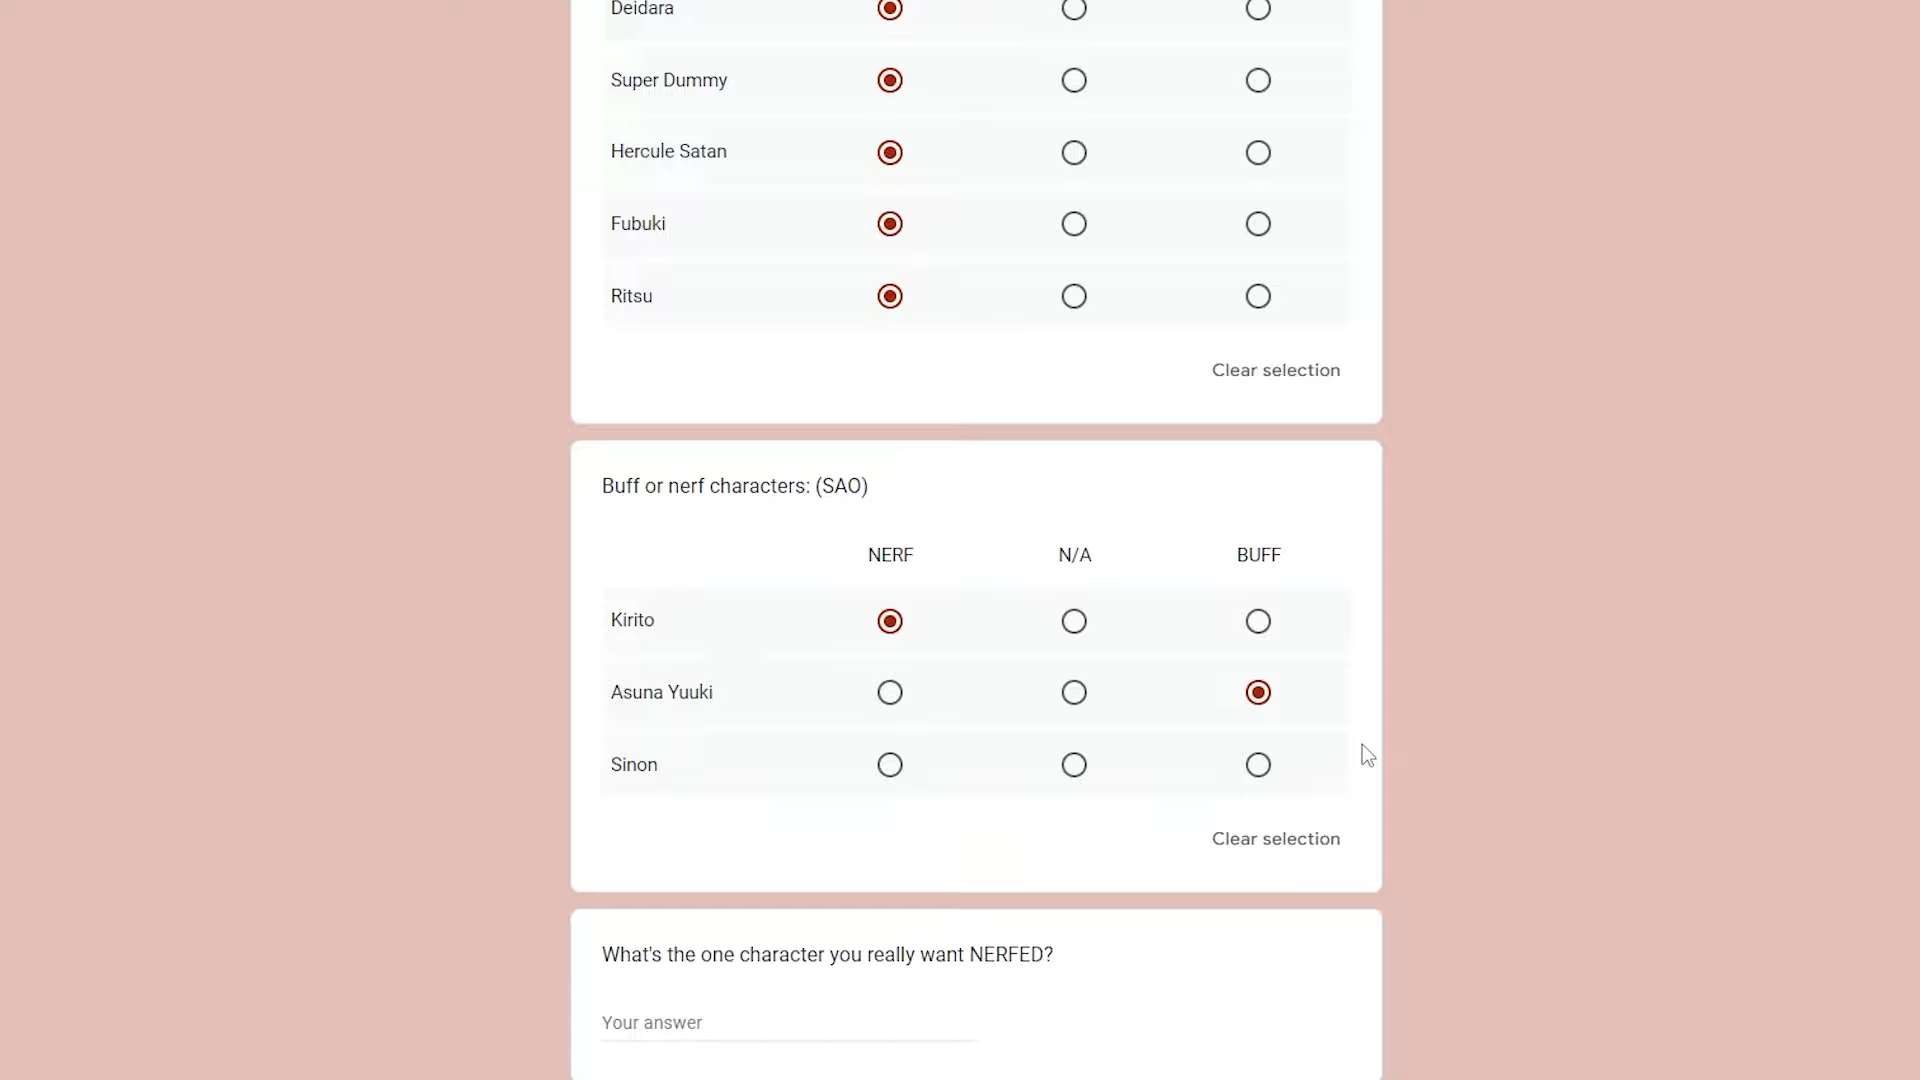 Deidara
Super Dummy
Hercule Satan
Fubuki
Ritsu
Clear selection
Buff or nerf characters: (SAO)
NERF N/A BUFF
Kirito
Asuna Yuuki
Sinon
Clear selection
What's the one character you really want NERFED?
Your answer